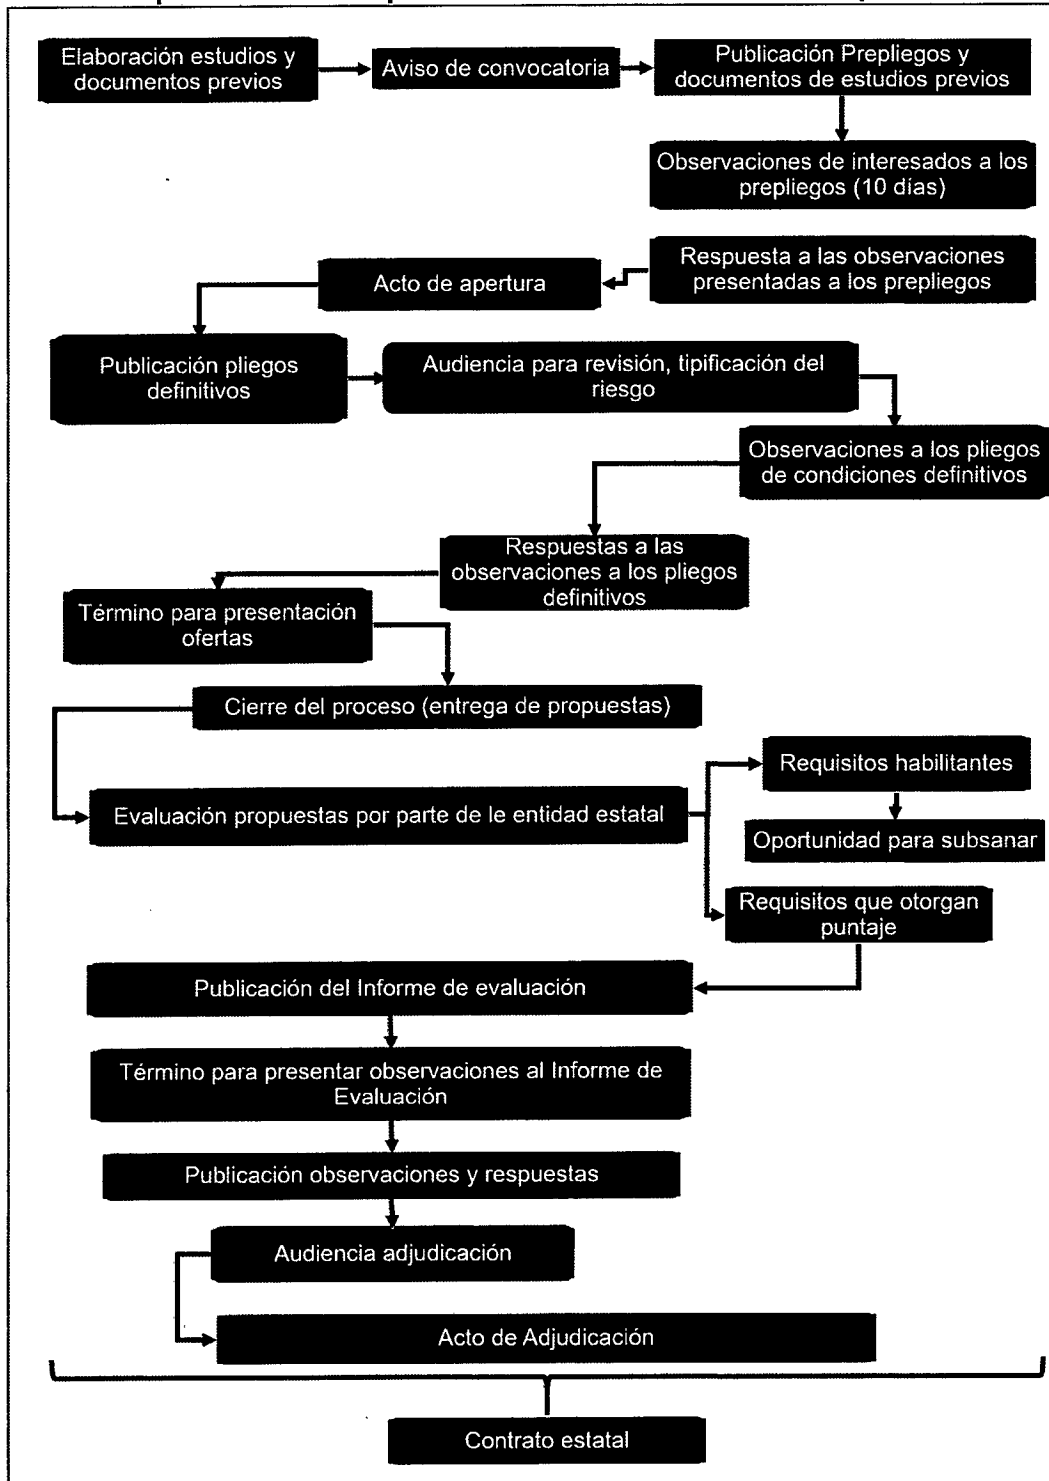 Elaboración estudios y
documentos previos
Aviso de convocatoria
Publicación Prepliegos y
documentos de estudios previos
Observaciones de interesados a los
prepliegos (10 días)
Respuesta a las observaciones
presentadas a los prepliegos
Acto de apertura
Publicación pliegos
definitivos
Audiencia para revisión, tipificación del
riesgo
Observaciones a los pliegos
de condiciones definitivos
Respuestas a las
observaciones a los pliegos
definitivos
Término para presentación
ofertas
Cierre del proceso (entrega de propuestas)
Evaluación propuestas por parte de le entidad estatal
Requisitos habilitantes
Oportunidad para subsanar
Requisitos que otorgan
puntaje
Publicación del Informe de evaluación
Término para presentar observaciones al Informe de
Evaluación
Publicación observaciones y respuestas
Audiencia adjudicación
Acto de Adjudicación
Contrato estatal